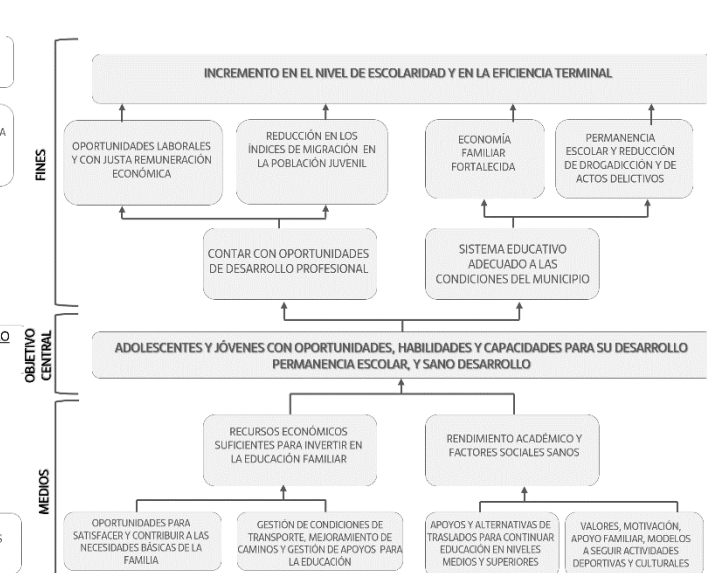 INCREMENTO EN EL NIVEL DE ESCOLARIDAD Y EN LA EFICIENCIA TERMINAL
A
FINES
OPORTUNIDADES LABORALES
Y CON JUSTA REMUNERACIÓN
ECONÓMICA
REDUCCIÓN EN LOS
ÍNDICES DE MIGRACIÓN EN
LA POBLACIÓN JUVENIL
ECONOMÍA
FAMILIAR
FORTALECIDA
PERMANENCIA
ESCOLAR Y REDUCCIÓN
DE DROGADICCIÓN Y DE
ACTOS DELICTIVOS
CONTAR CON OPORTUNIDADES
DE DESARROLLO PROFESIONAL
SISTEMA EDUCATIVO
ADECUADO A LAS
CONDICIONES DEL MUNICIPIO
O
OBJETIVO
CENTRAL
ADOLESCENTES Y JÓVENES CON OPORTUNIDADES, HABILIDADES Y CAPACIDADES PARA SU DESARROLLO
PERMANENCIA ESCOLAR, Y SANO DESARROLLO
MEDIOS
RECURSOS ECONÓMICOS
SUFICIENTES PARA INVERTIR EN
LA EDUCACIÓN FAMILIAR
RENDIMIENTO ACADÉMICO Y
FACTORES SOCIALES SANOS
S
OPORTUNIDADES PARA
SATISFACER Y CONTRIBUIR A LAS
NECESIDADES BÁSICAS DE LA
FAMILIA
GESTIÓN DE CONDICIONES DE
TRANSPORTE, MEJORAMIENTO DE
CAMINOS Y GESTIÓN DE APOYOS PARA
LA EDUCACIÓN
APOYOS Y ALTERNATIVAS DE
TRASLADOS PARA CONTINUAR
EDUCACIÓN EN NIVELES
MEDIOS Y SUPERIORES
VALORES, MOTIVACIÓN,
APOYO FAMILIAR, MODELOS
A SEGUIR ACTIVIDADES
DEPORTIVAS Y CULTURALES